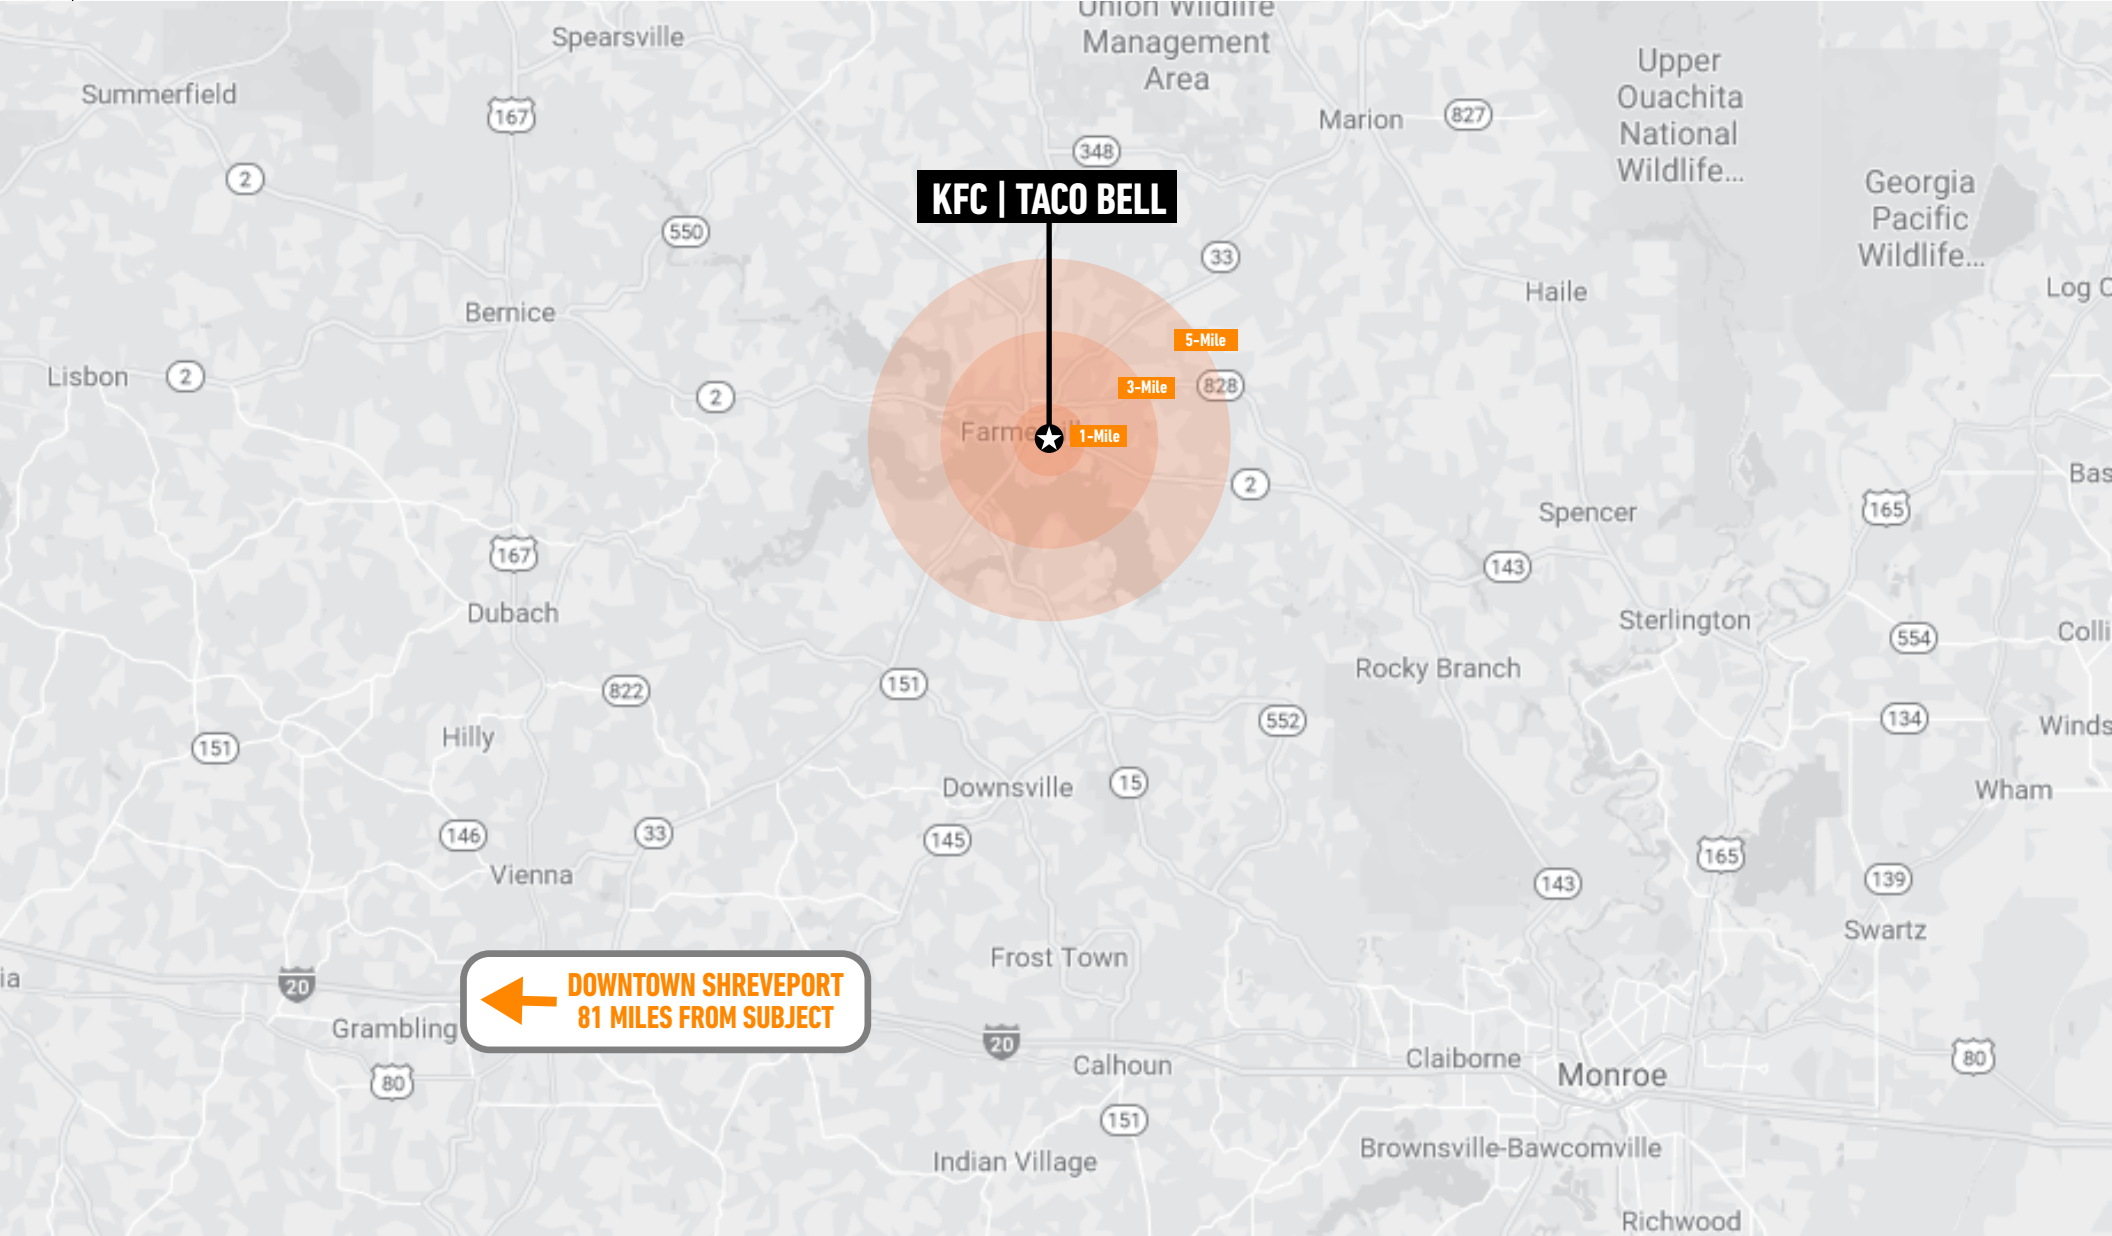 Union Wildlife
Management
Area
Spearsville
Upper
Ouachita
National
Wildlife...
Summerfield
167
Marion
827
348
2
Georgia
Pacific
Wildlife...
KFC | TACO BELL
550
33
Haile
Log C
Bernice
5-Mile
Lisbon
2
3-Mile
828
2
Farme
1-Mile
Bas
2
165
Spencer
167
143
Dubach
Sterlington
554
Colli
Rocky Branch
151
822
552
134
Winds
Hilly
151
Downsville
15
Wham
146
33
145
165
Vienna
143
139
Swartz
Frost Town
ia
20
DOWNTOWN SHREVEPORT
81 MILES FROM SUBJECT
Grambling
20
Calhoun
Claiborne
Monroe
80
80
151
Brownsville-Bawcomville
Indian Village
Richwood